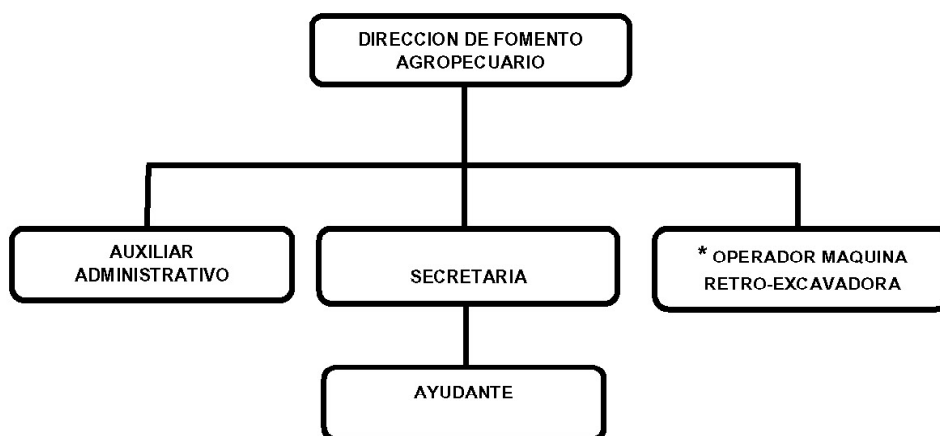 DIRECCION DE FOMENTO
AGROPECUARIO
AUXILIAR
ADMINISTRATIVO
SECRETARIA
* OPERADOR MAQUINA
RETRO-EXCAVADORA
AYUDANTE